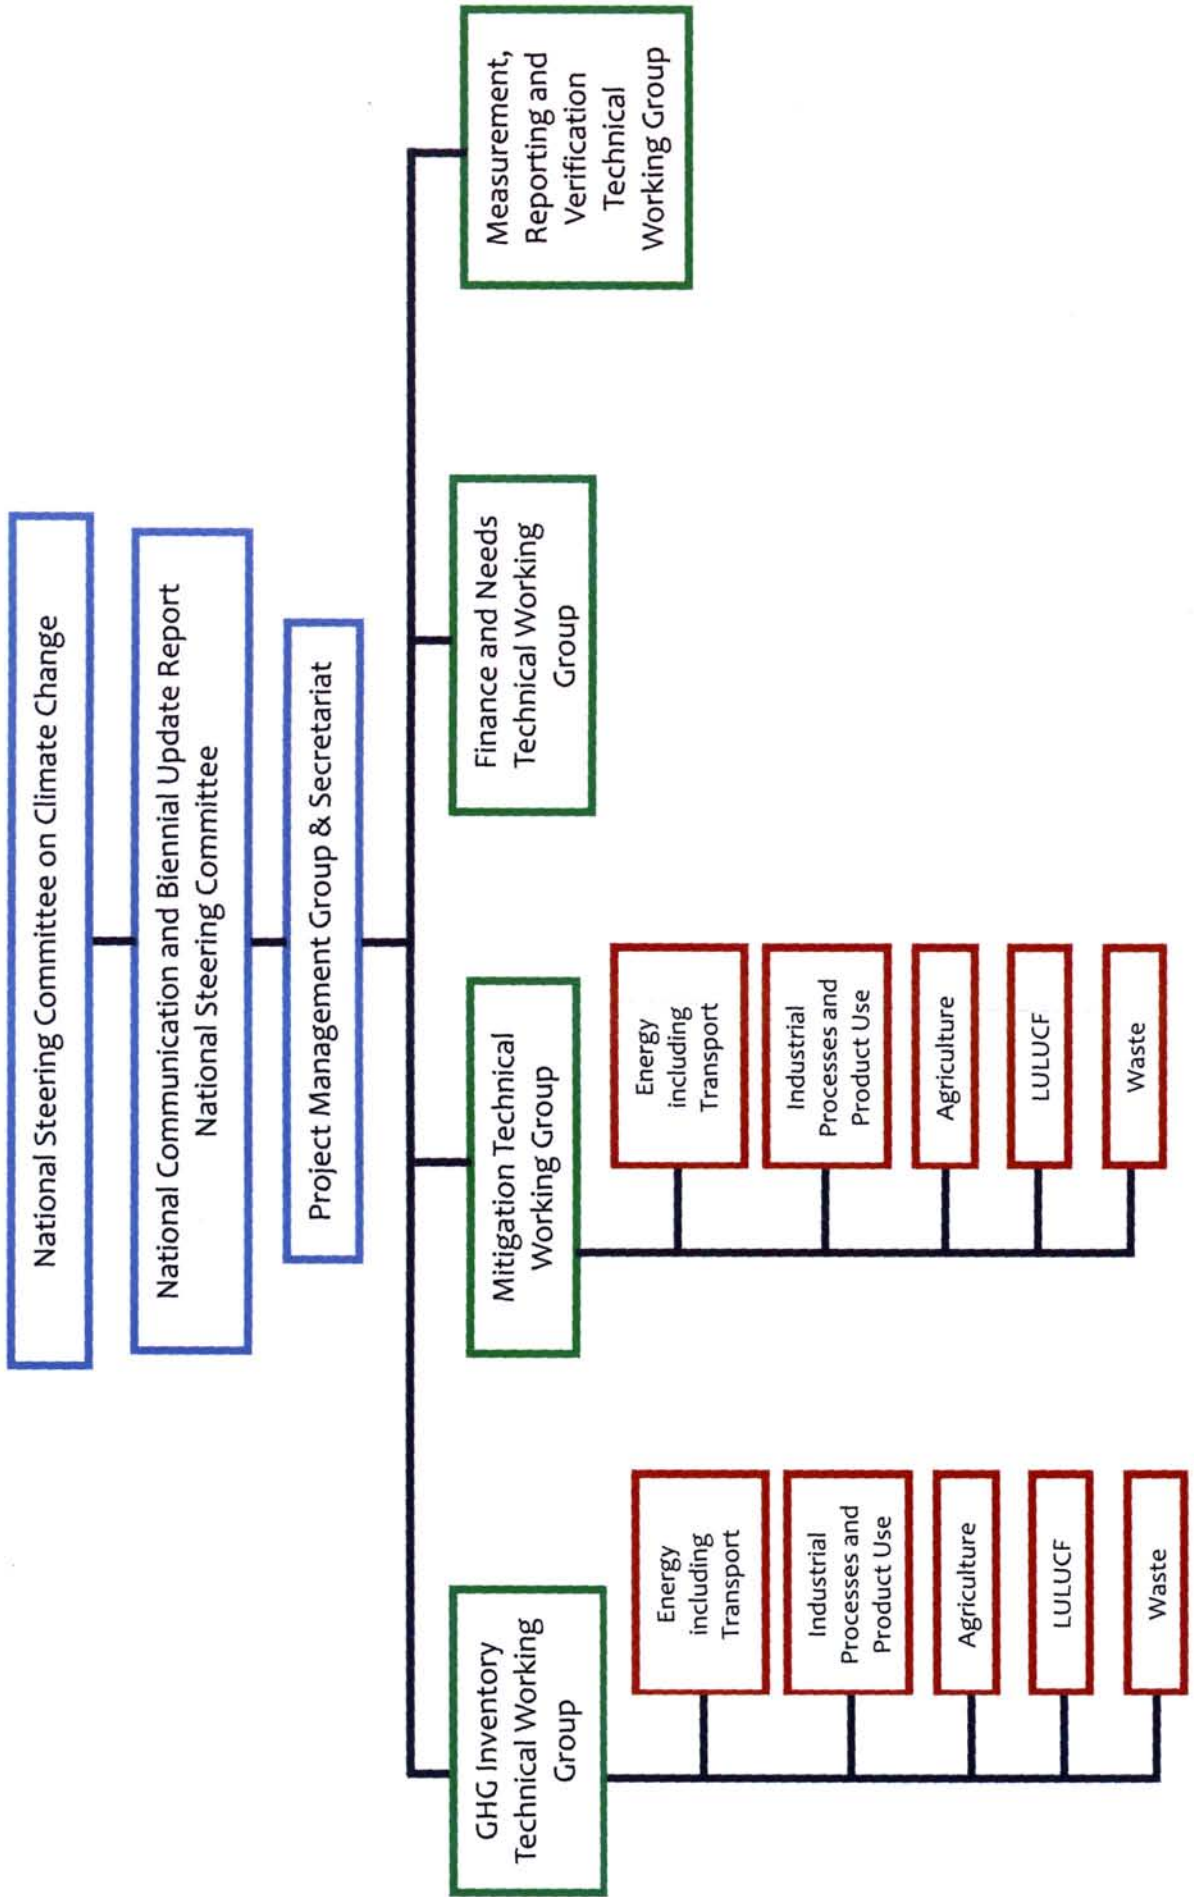 National Steering Committee on Climate Change
National Communication and Biennial Update Report
National Steering Committee
Project Management Group & Secretariat
GHG Inventory
Technical Working
Group
Mitigation Technical
Working Group
Finance and Needs
Technical Working
Group
Measurement,
Reporting and
Verification
Technical
Working Group
Energy
including
Transport
Industrial
Processes and
Product Use
Agriculture
LULUCF
Waste
Energy
including
Transport
Industrial
Processes and
Product Use
Agriculture
LULUCF
Waste